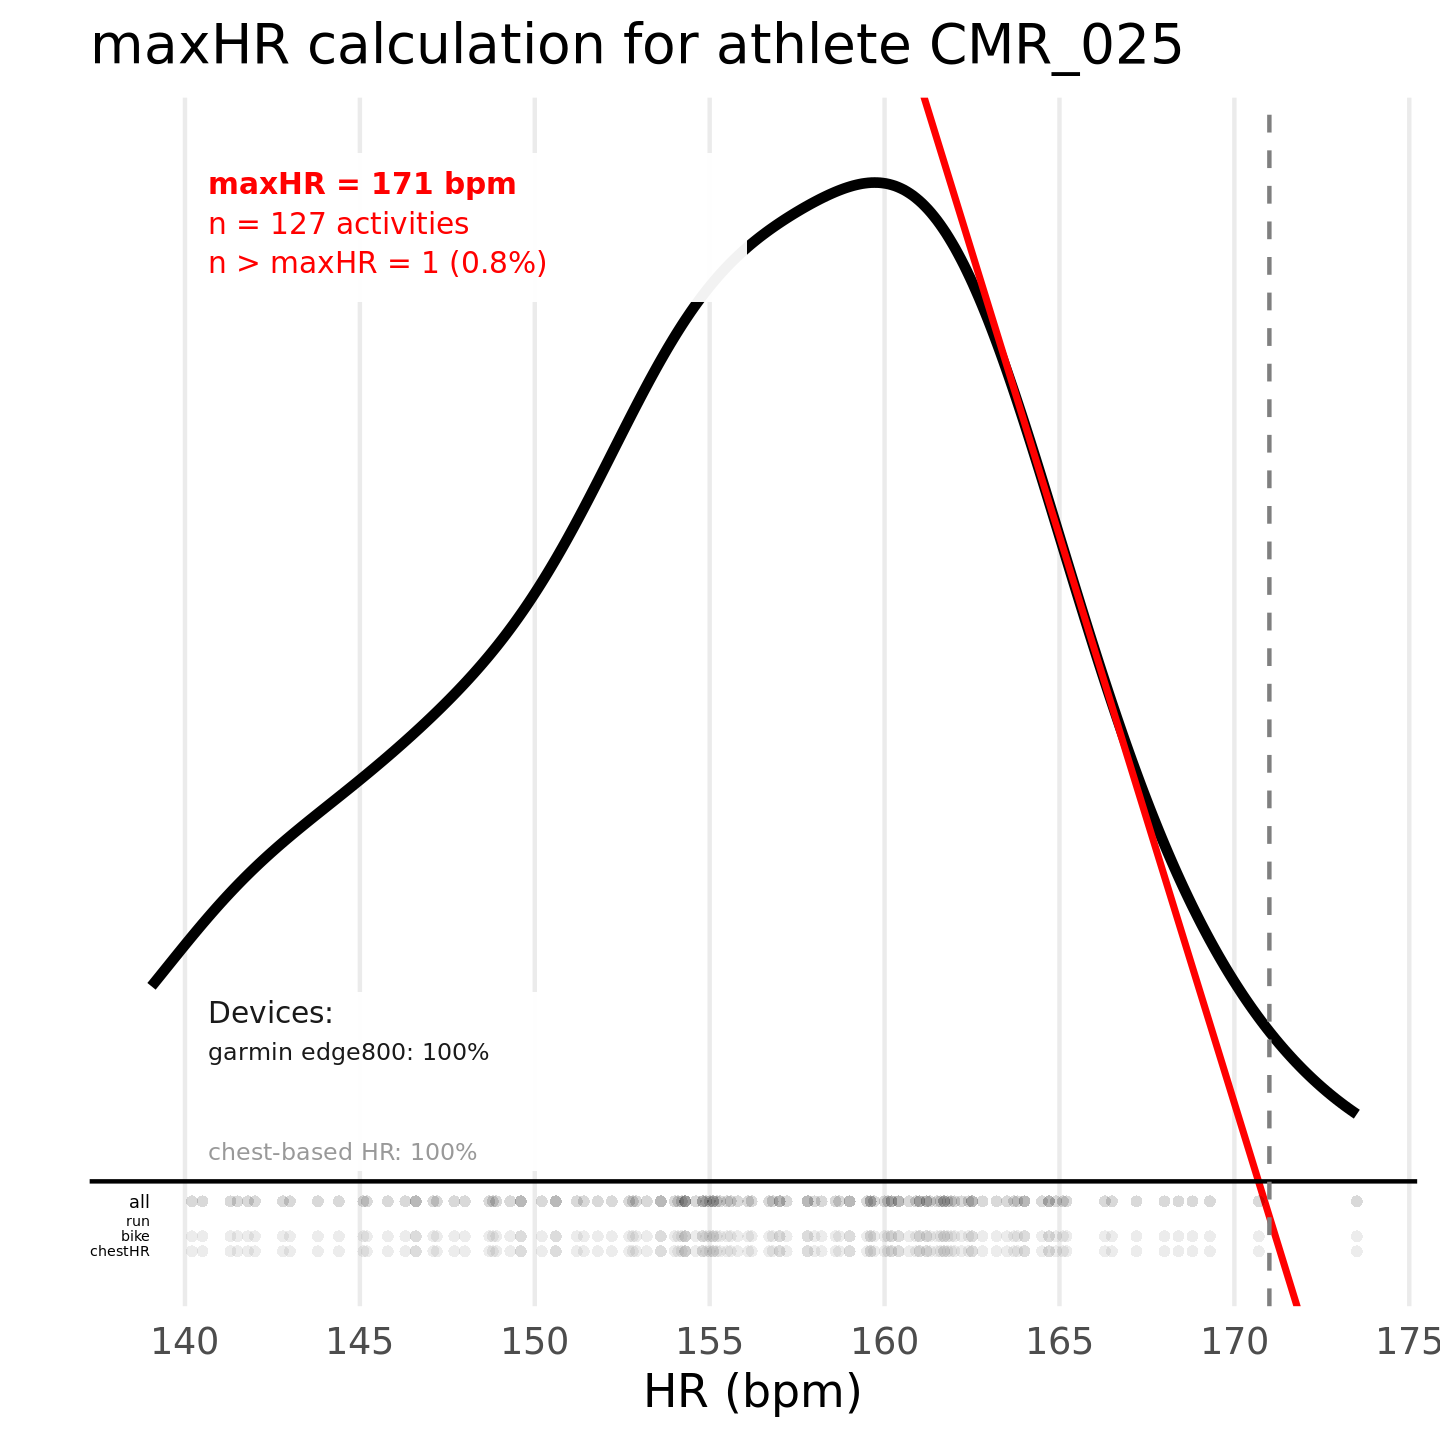 maxHR calculation for athlete CMR_025
maxHR = 171 bpm
n = 127 activities
n > maxHR = 1 (0.8%)
Devices:
garmin edge800: 100%
chest-based HR: 100%
all
run
bike
chestHR
140 145 150 155 160 165 170 175
HR (bpm)